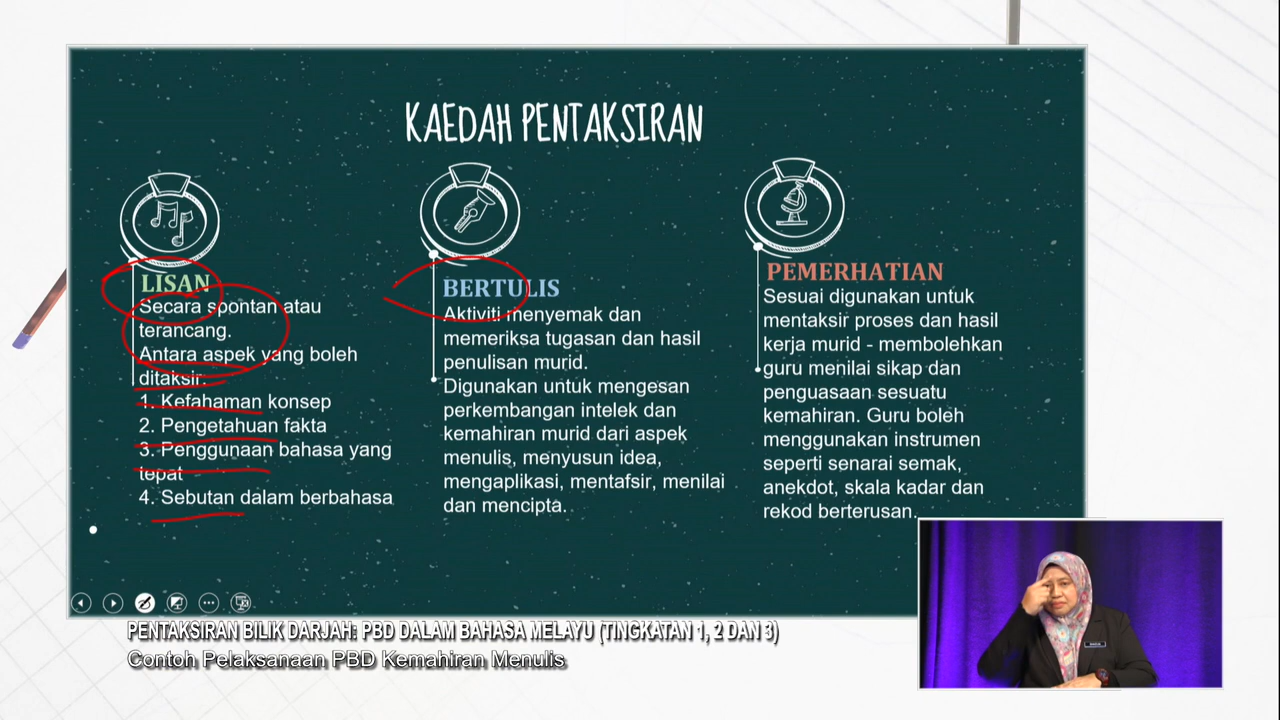 KAEDAH PENTAKSIRAN
LISAN
Secara spontan atau
terancang.
Antara aspek yang boleh
ditaksir:
1. Kefahaman konsep
2. Pengetahuan fakta
3. Penggunaan bahasa yang
tepat
4. Sebutan dalam berbahasa
BERTULIS
Aktiviti menyemak dan
memeriksa tugasan dan hasil
penulisan murid.
Digunakan untuk mengesan
perkembangan intelek dan
kemahiran murid dari aspek
menulis, menyusun idea,
mengaplikasi, mentafsir, menilai
dan mencipta.
PEMERHATIAN
Sesuai digunakan untuk
mentaksir proses dan hasil
kerja murid - membolehkan
guru menilai sikap dan
penguasaan sesuatu
kemahiran. Guru boleh
menggunakan instrumen
seperti senarai semak,
anekdot, skala kadar dan
rekod berterusan.
PENTAKSIRAN BILIK DARJAH: PBD DALAM BAHASA MELAYU (TINGKATAN 1, 2 DAN 3)
Contoh Pelaksanaan PBD Kemahiran Menulis